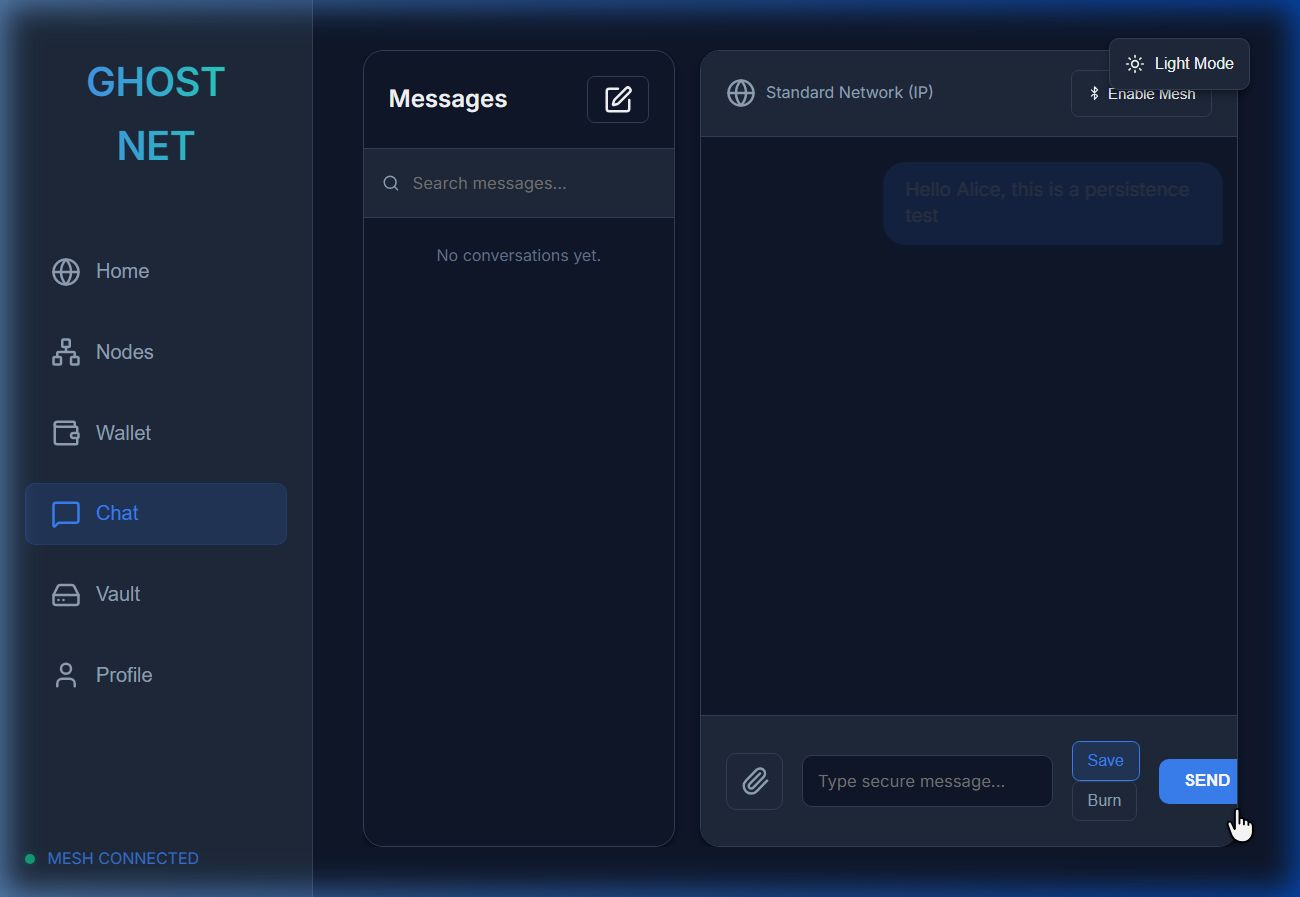 GHOST
NET
Home
Nodes
Wallet
Chat
Vault
Profile
MESH CONNECTED
Messages
Search messages...
No conversations yet.
Standard Network (IP)
Enable Mesh
Light Mode
Hello Alice, this is a persistence
test
Type secure message...
Save
Burn
SEND